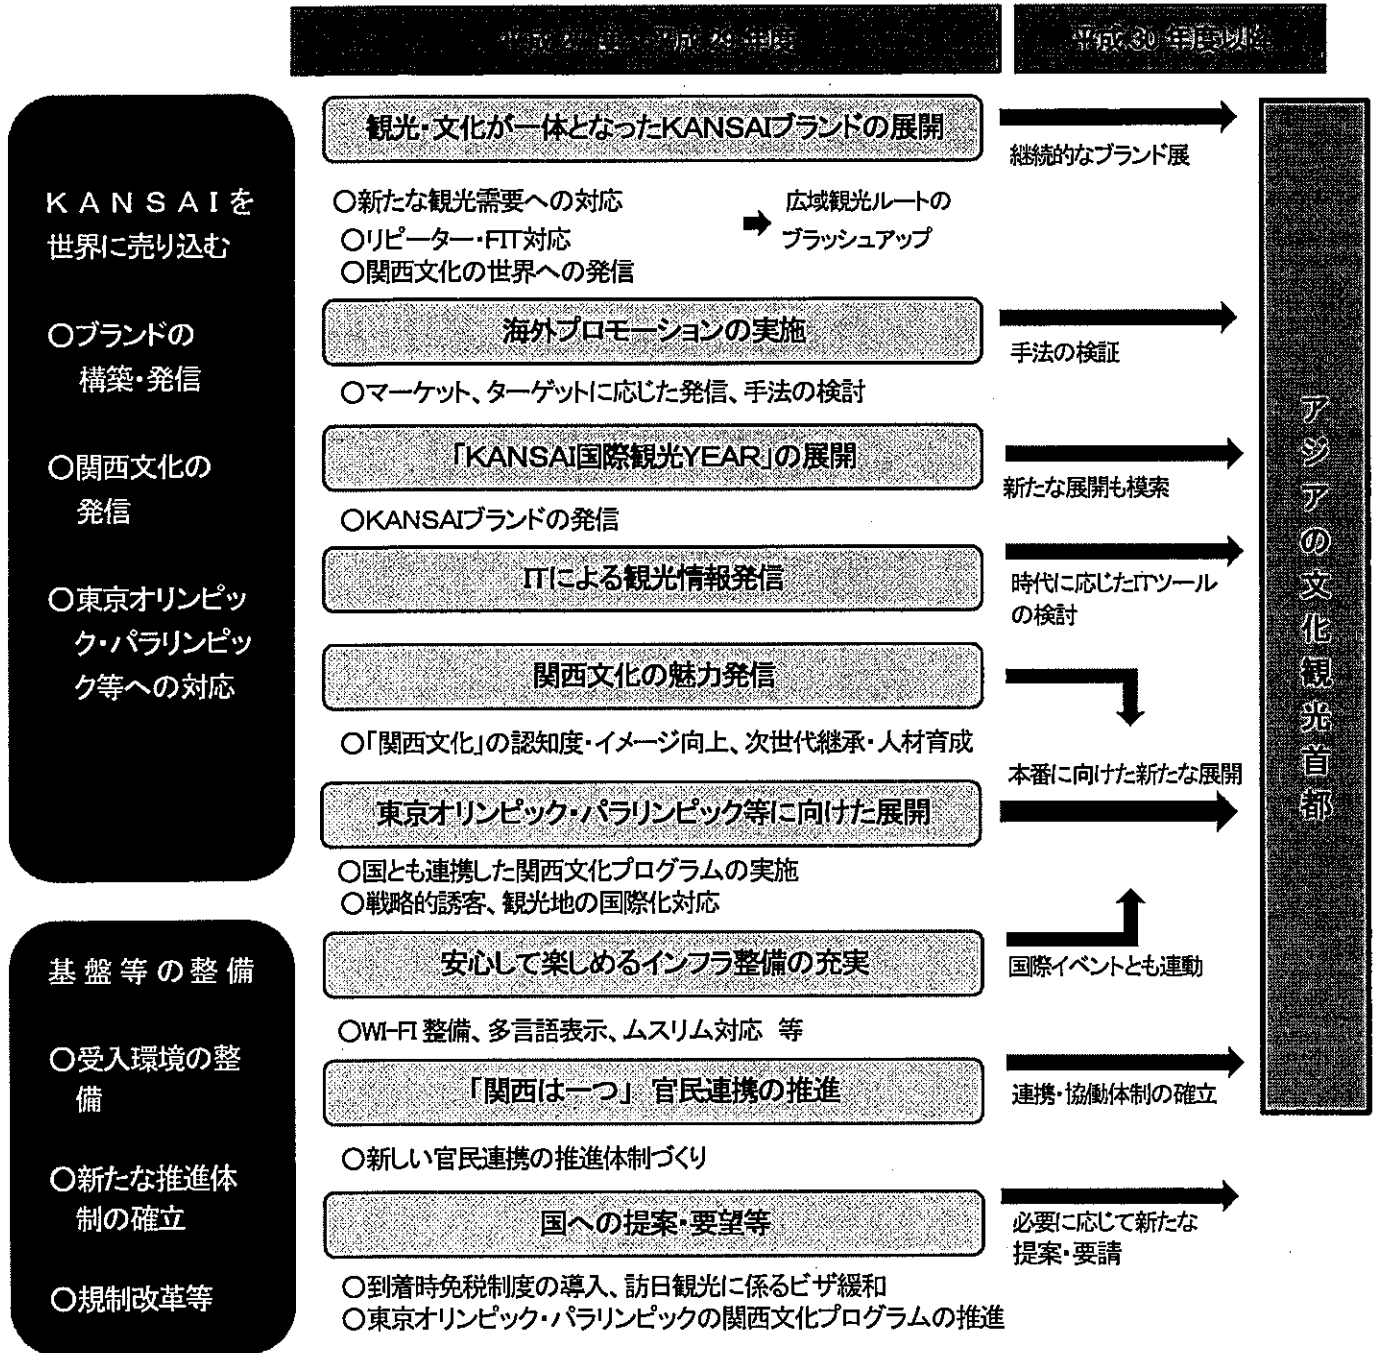 平成 29 年度
平成 30 年度以降
KANSAIを
世界に売り込む
○ブランドの
構築・発信
○関西文化の
発信
○東京オリンピッ
ク・パラリンピッ
ク等への対応
観光・文化が一体となったKANSAIブランドの展開
継続的なブランド展
○新たな観光需要への対応
○リピーター・FIT対応
○関西文化の世界への発信
広域観光ルートの
ブラッシュアップ
海外プロモーションの実施
手法の検証
○マーケット、ターゲットに応じた発信、手法の検討
「KANSAI国際観光YEAR」の展開
新たな展開も模索
○KANSAIブランドの発信
ITによる観光情報発信
時代に応じたITツール
の検討
関西文化の魅力発信
○「関西文化」の認知度・イメージ向上、次世代継承・人材育成
本番に向けた新たな展開
東京オリンピック・パラリンピック等に向けた展開
○国とも連携した関西文化プログラムの実施
○戦略的誘客、観光地の国際化対応
基盤等の整備
○受入環境の整
備
○新たな推進体
制の確立
○規制改革等
安心して楽しめるインフラ整備の充実
国際イベントとも連動
○WI-FI 整備、多言語表示、ムスリム対応 等
「関西は一つ」 官民連携の推進
連携・協働体制の確立
○新しい官民連携の推進体制づくり
国への提案・要望等
必要に応じて新たな
提案・要請
○到着時免税制度の導入、訪日観光に係るビザ緩和
○東京オリンピック・パラリンピックの関西文化プログラムの推進
アジアの文化観光首都